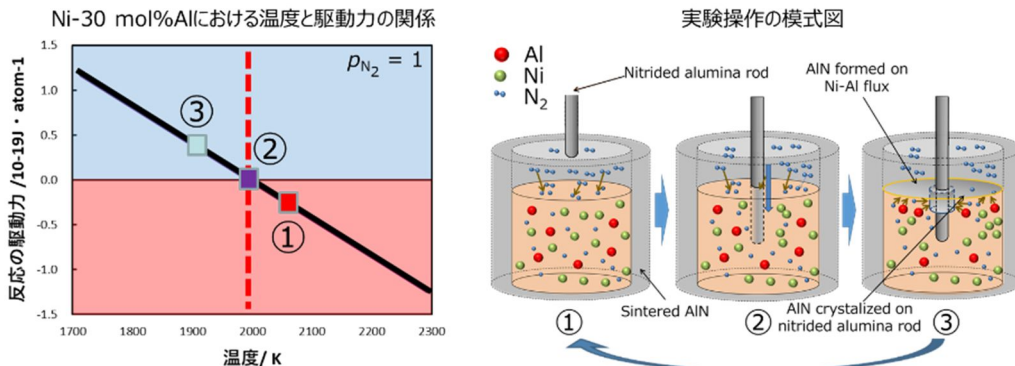 Ni-30 mol%Alにおける温度と駆動力の関係
反応の駆動力 /10-19J・atom-1
1.5
1.0
0.5
0.0
-0.5
-1.0
-1.5
pN2 = 1
③
②
①
1700 1800 1900 2000 2100 2200 2300
温度/ K
実験操作の模式図
Al
Ni
N2
Nitrided alumina rod
AlN formed on
Ni-Al flux
Sintered AlN
AlN crystalized on
nitrided alumina rod
① ② ③